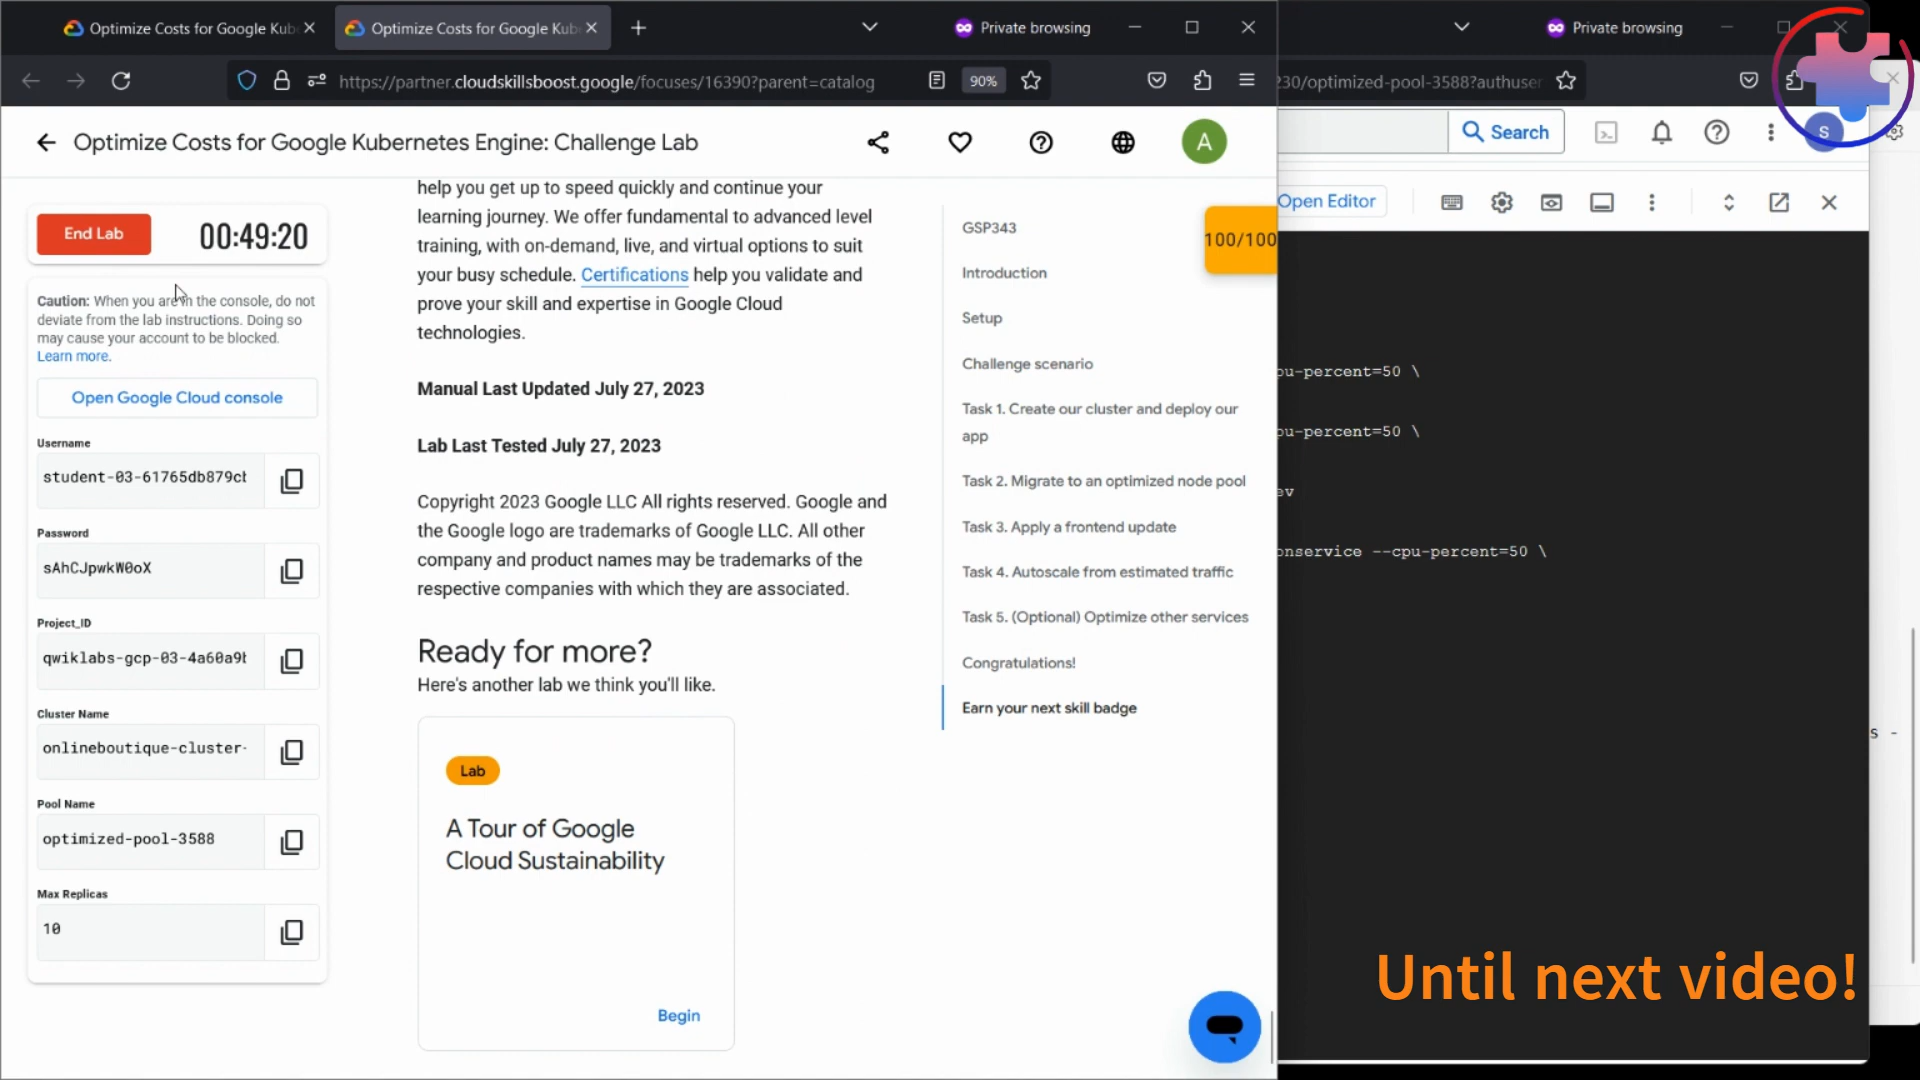 Optimize Costs for Google Kub
Optimize Costs for Google Kub
Private browsing
Private browsing
https://partner.cloudskillsboost.google/focuses/16390?parent=catalog
90%
30/optimized-pool-3588?authuser
Optimize Costs for Google Kubernetes Engine: Challenge Lab
A
Search
S
End Lab
00:49:20
Caution: When you are in the console, do not
deviate from the lab instructions. Doing so
may cause your account to be blocked.
Learn more.
Open Google Cloud console
Username
student-03-61765db879cb
Password
sAhCJpwkW0oX
Project_ID
qwiklabs-gcp-03-4a60a9b
Cluster Name
onlineboutique-cluster-
Pool Name
optimized-pool-3588
Max Replicas
10
help you get up to speed quickly and continue your
learning journey. We offer fundamental to advanced level
training, with on-demand, live, and virtual options to suit
your busy schedule. Certifications help you validate and
prove your skill and expertise in Google Cloud
technologies.
Manual Last Updated July 27, 2023
Lab Last Tested July 27, 2023
Copyright 2023 Google LLC All rights reserved. Google and
the Google logo are trademarks of Google LLC. All other
company and product names may be trademarks of the
respective companies with which they are associated.
Ready for more?
Here's another lab we think you'll like.
Lab
A Tour of Google
Cloud Sustainability
Begin
GSP343
Introduction
Setup
Challenge scenario
Task 1. Create our cluster and deploy our
app
Task 2. Migrate to an optimized node pool
Task 3. Apply a frontend update
Task 4. Autoscale from estimated traffic
Task 5. (Optional) Optimize other services
Congratulations!
Earn your next skill badge
100/100
Open Editor
pu-percent=50 \
pu-percent=50 \
ev
onservice --cpu-percent=50 \
s -
Until next video!